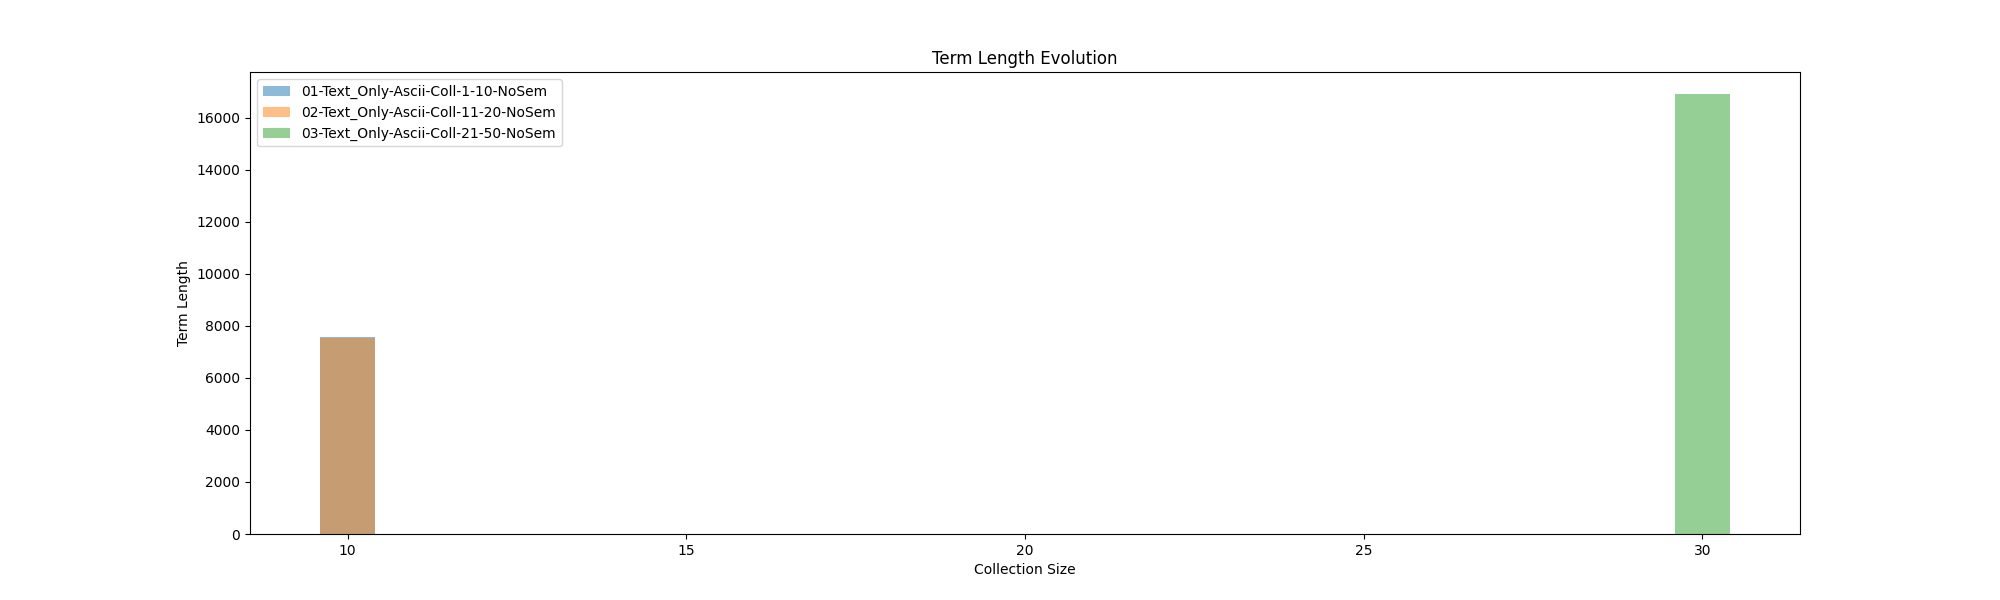 Term Length Evolution
01-Text_Only-Ascii-Coll-1-10-NoSem
02-Text_Only-Ascii-Coll-11-20-NoSem
03-Text_Only-Ascii-Coll-21-50-NoSem
16000
14000
12000
10000
8000
6000
4000
2000
0
Term Length
10 15 20 25 30
Collection Size